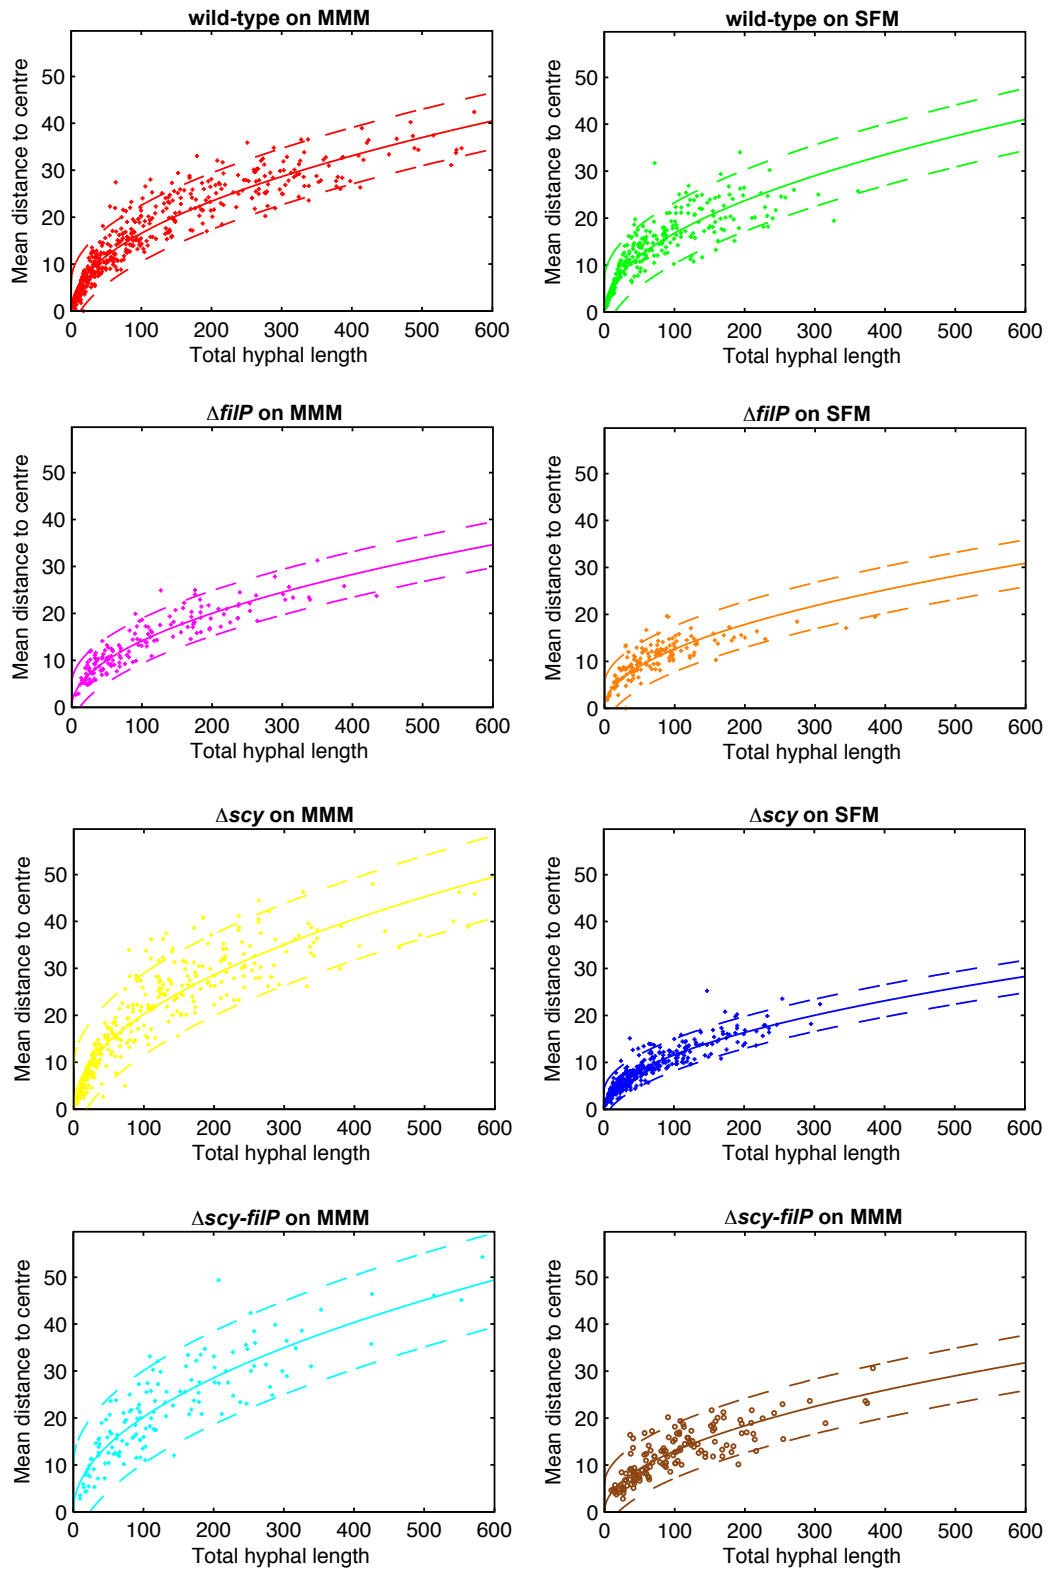 wild-type on MMM
Mean distance to centre
50
40
30
20
10
0
0 100 200 300 400 500 600
Total hyphal length
wild-type on SFM
Mean distance to centre
50
40
30
20
10
0
0 100 200 300 400 500 600
Total hyphal length
ΔfilP on MMM
Mean distance to centre
50
40
30
20
10
0
0 100 200 300 400 500 600
Total hyphal length
ΔfilP on SFM
Mean distance to centre
50
40
30
20
10
0
0 100 200 300 400 500 600
Total hyphal length
Δscy on MMM
Mean distance to centre
50
40
30
20
10
0
0 100 200 300 400 500 600
Total hyphal length
Δscy on SFM
Mean distance to centre
50
40
30
20
10
0
0 100 200 300 400 500 600
Total hyphal length
Δscy-filP on MMM
Mean distance to centre
50
40
30
20
10
0
0 100 200 300 400 500 600
Total hyphal length
Δscy-filP on MMM
Mean distance to centre
50
40
30
20
10
0
0 100 200 300 400 500 600
Total hyphal length